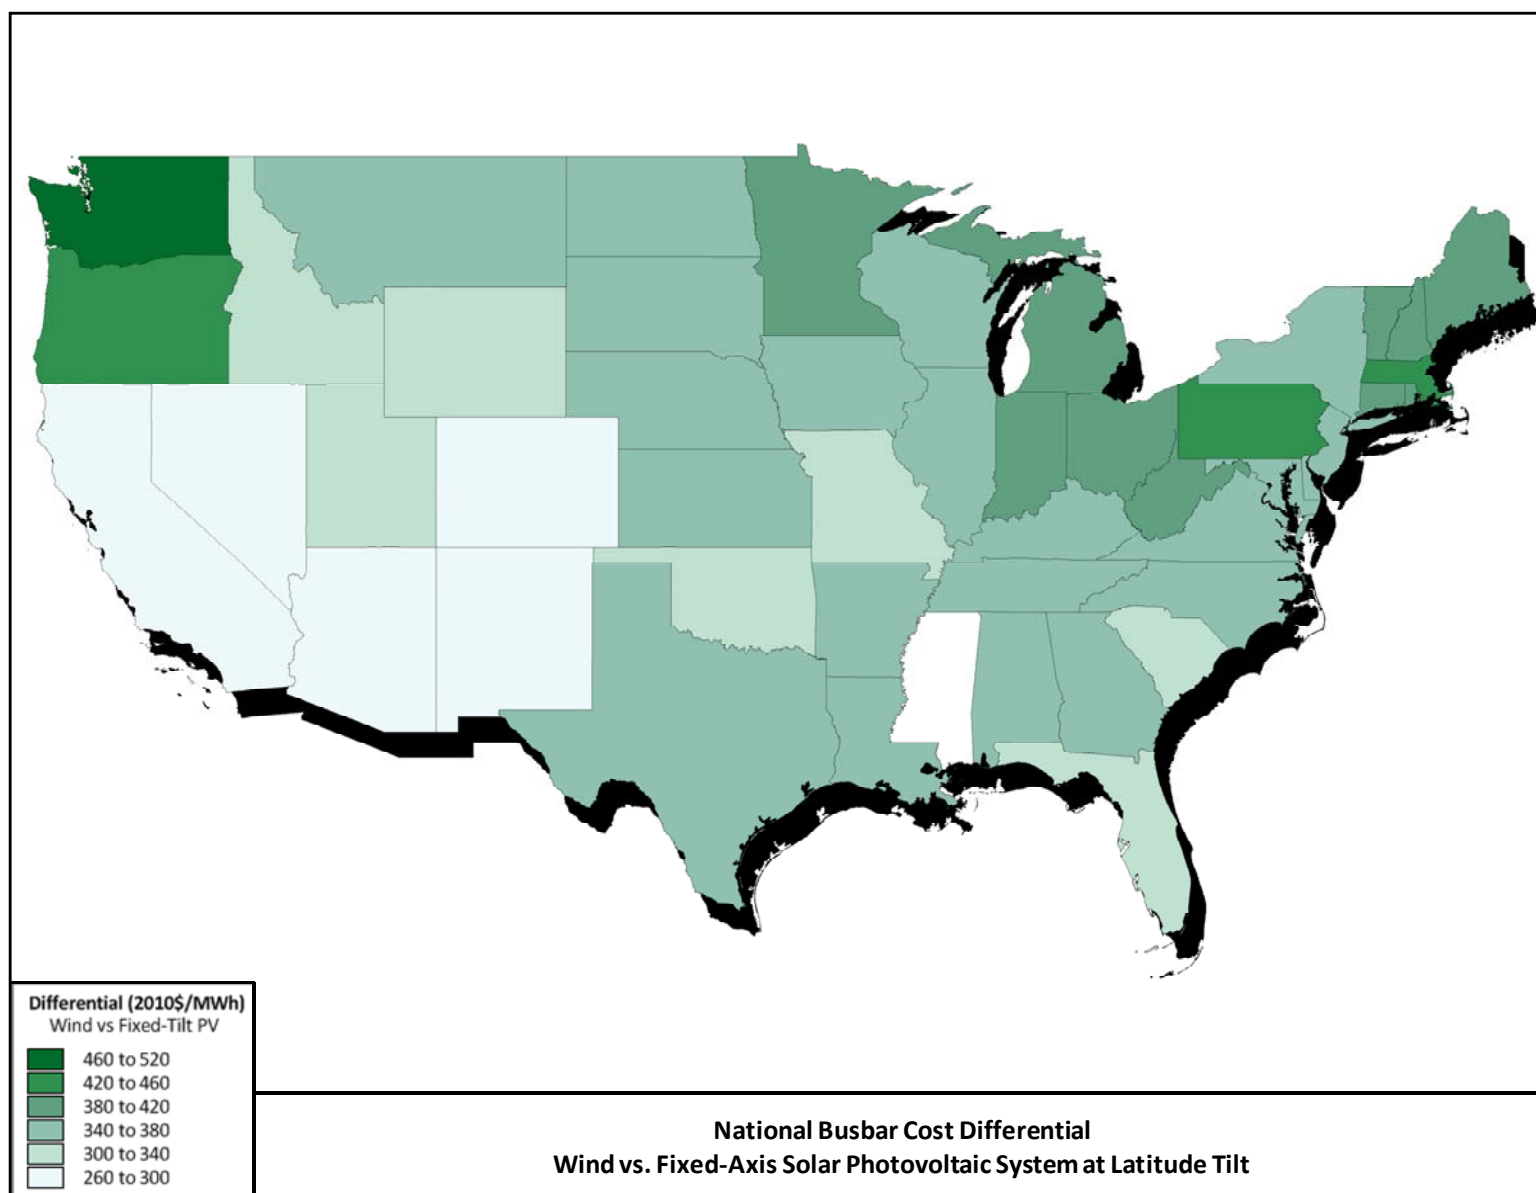 Differential (2010$/MWh)
Wind vs Fixed-Tilt PV
460 to 520
420 to 460
380 to 420
340 to 380
300 to 340
260 to 300
National Busbar Cost Differential
Wind vs. Fixed-Axis Solar Photovoltaic System at Latitude Tilt